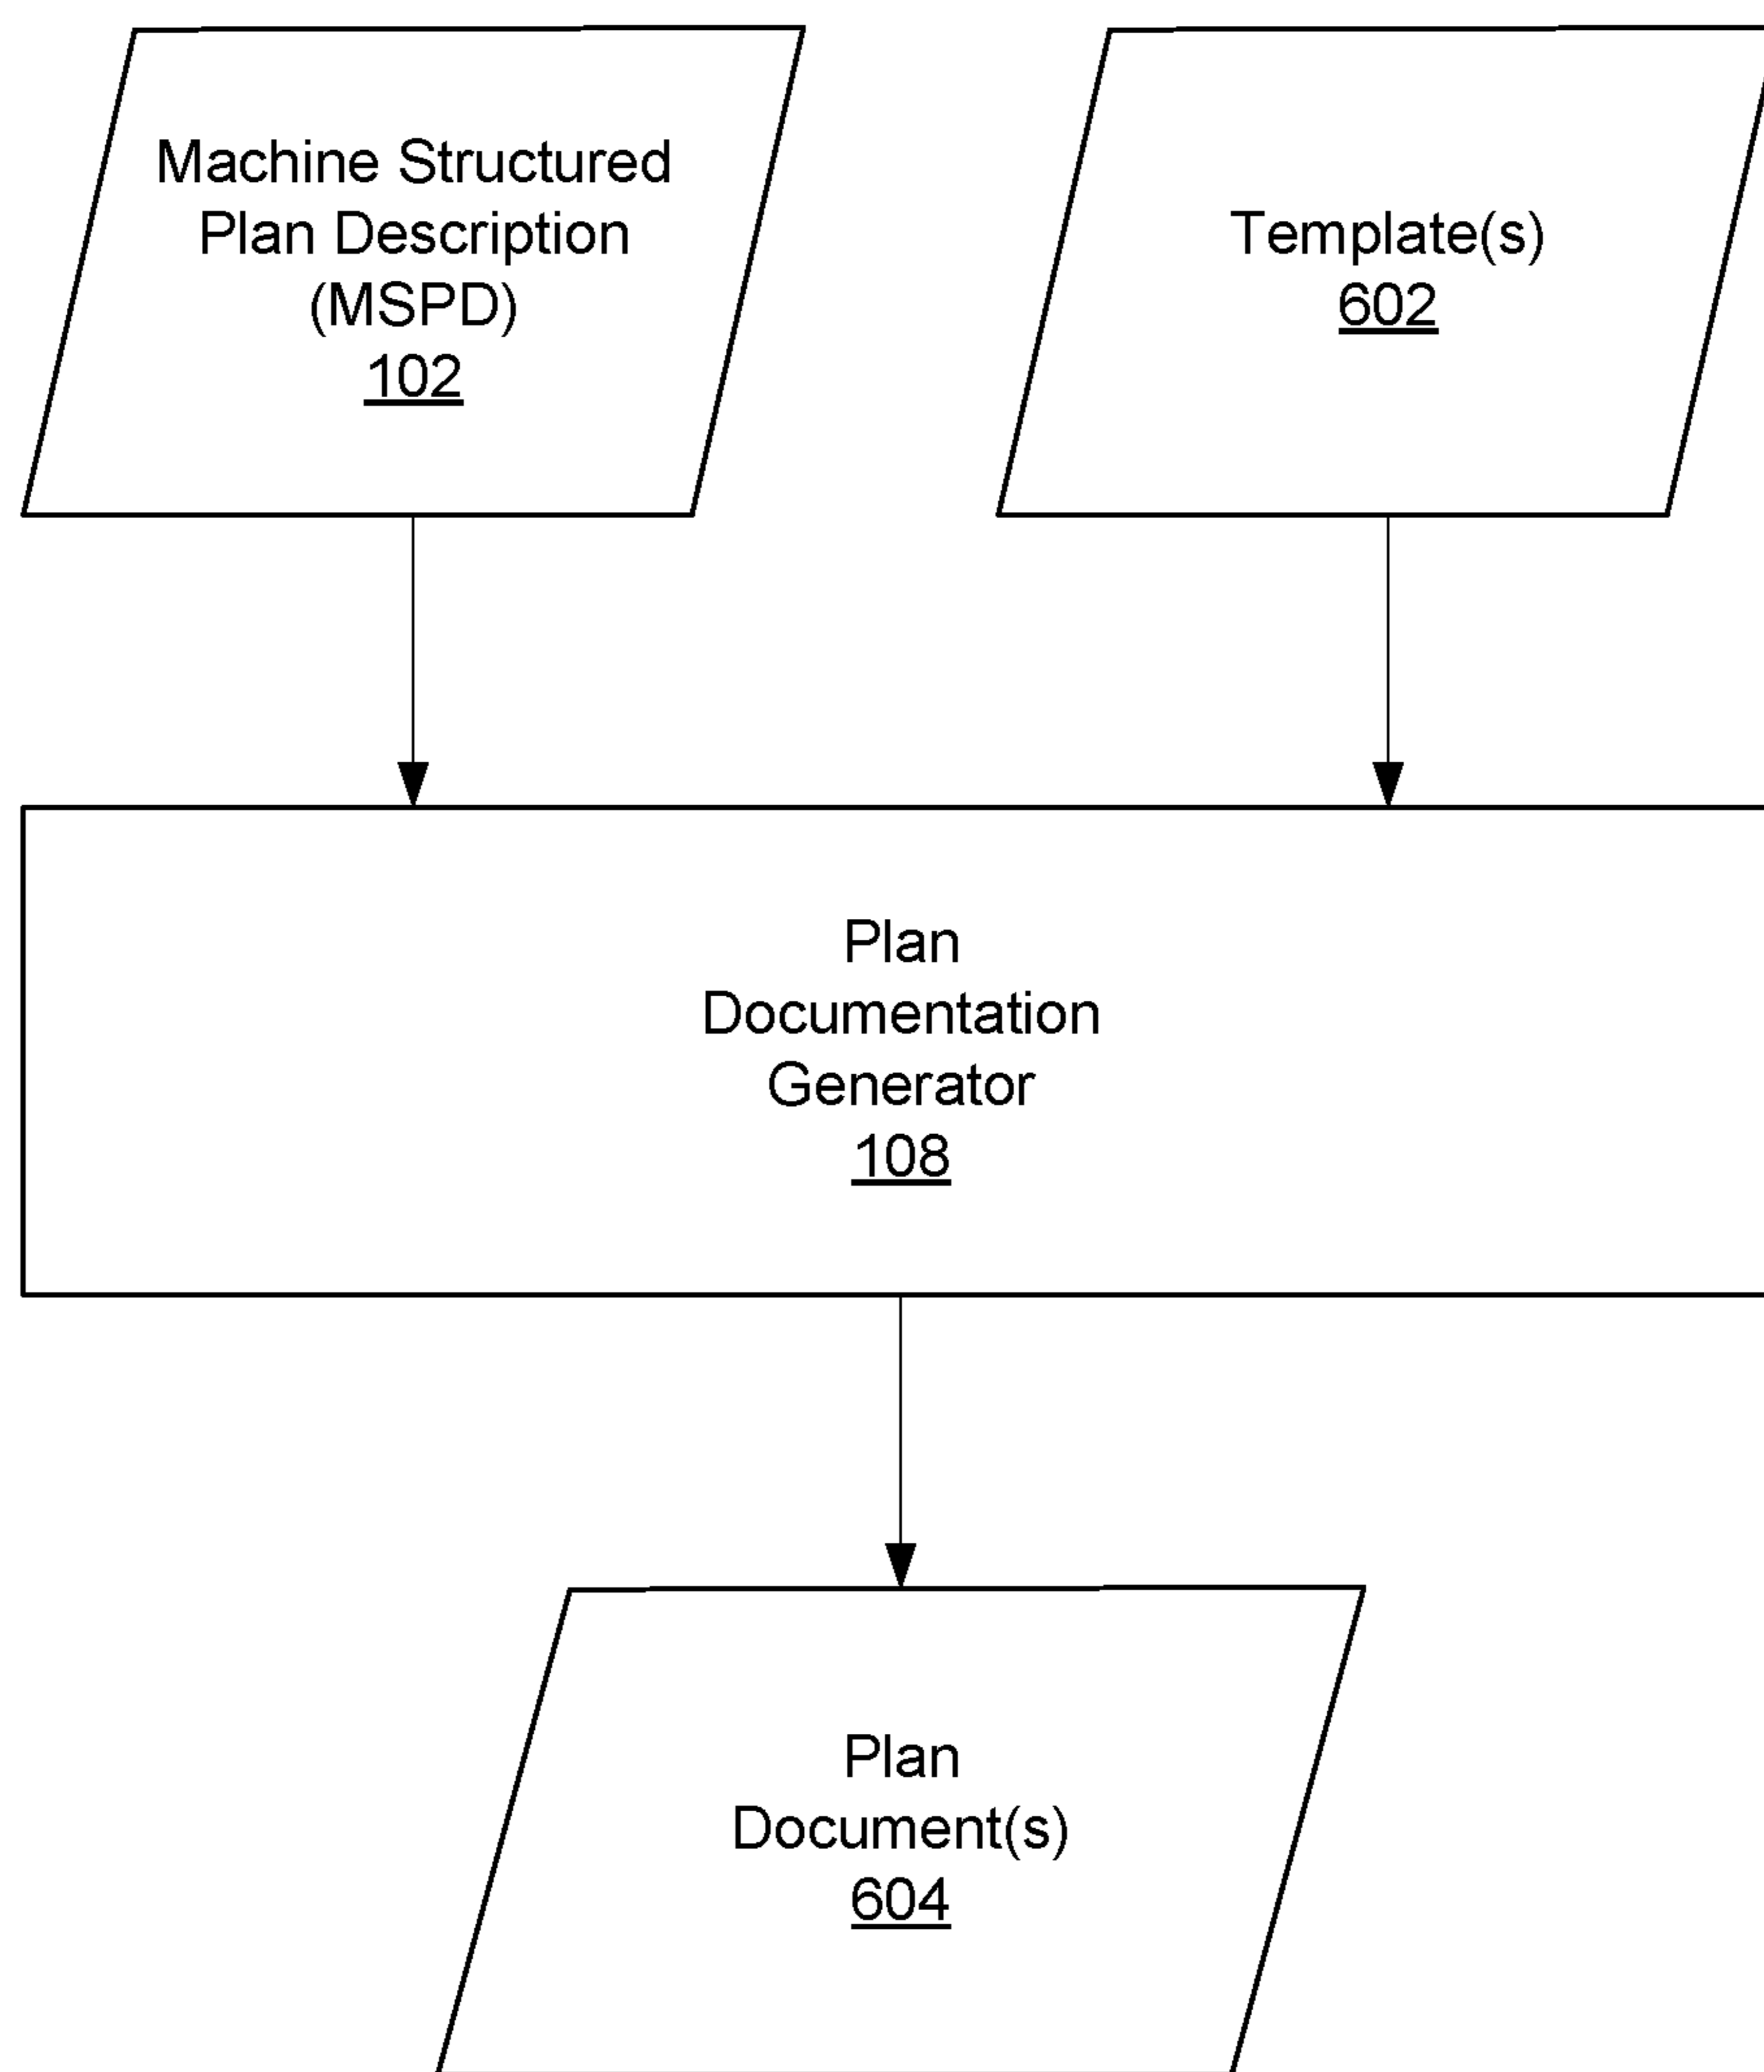 Machine Structured
Plan Description
(MSPD)
102
Template(s)
602
Plan
Documentation
Generator
108
Plan
Document(s)
604